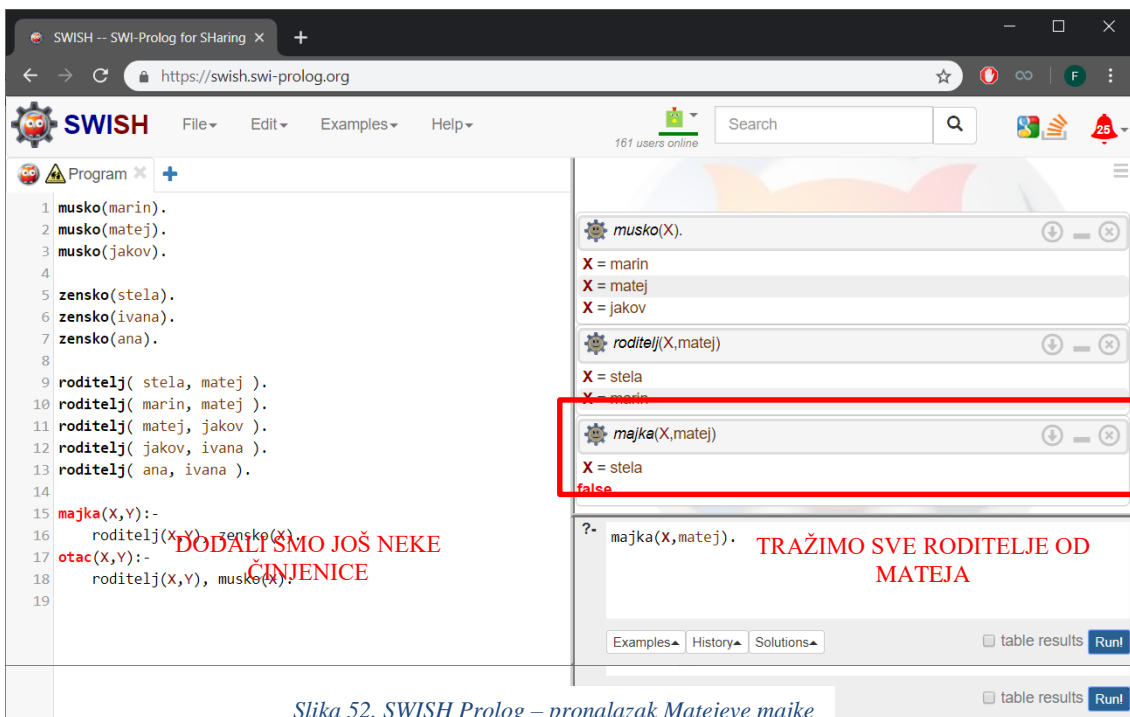 SWISH -- SWI-Prolog for SHaring
https://swish.swi-prolog.org
F
SWISH File Edit Examples Help
161 users online
Search
25
Program
1 musko(marin).
2 musko(matej).
3 musko(jakov).
4
5 zensko(stela).
6 zensko(ivana).
7 zensko(ana).
8
9 roditelj( stela, matej ).
10 roditelj( marin, matej ).
11 roditelj( matej, jakov ).
12 roditelj( jakov, ivana ).
13 roditelj( ana, ivana ).
14
15 majka(X,Y):-
16 roditelj(X,Y), zensko(X).
17 otac(X,Y):-
18 roditelj(X,Y), musko(X).
19
DODALI SMO JOŠ NEKE
ČINJENICE
musko(X).
X = marin
X = matej
X = jakov
roditelj(X,matej)
X = stela
X = marin
majka(X,matej)
X = stela
false
?- majka(X,matej).
TRAŽIMO SVE RODITELJE OD
MATEJA
Examples History Solutions table results Run!
table results Run!
Slika 52. SWISH Prolog – pronalazak Matejeve majke